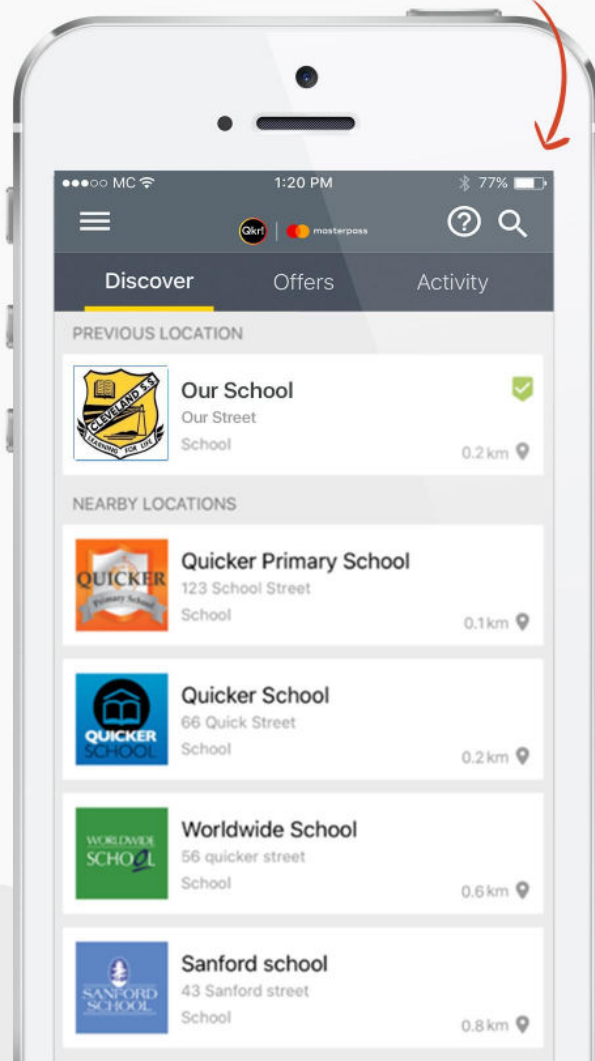 MC 1:20 PM 77%
Qkr! masterpass
?
Discover Offers Activity
PREVIOUS LOCATION
CLEVELAND S.S.
LEARNING FOR LIFE
Our School
Our Street
School
0.2 km
NEARBY LOCATIONS
QUICKER
Primary School
Quicker Primary School
123 School Street
School
0.1 km
QUICKER
SCHOOL
Quicker School
66 Quick Street
School
0.2 km
WORLDWIDE
SCHOOL
Worldwide School
56 quicker street
School
0.6 km
SANFORD
SCHOOL
Sanford school
43 Sanford street
School
0.8 km